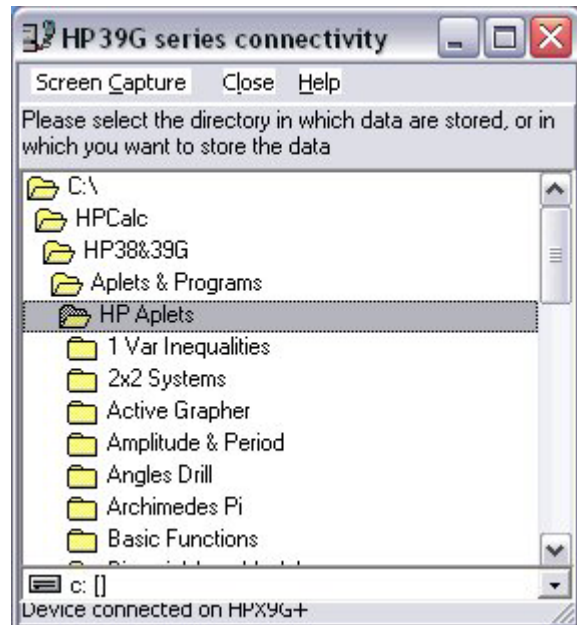 HP39G series connectivity
Screen Capture Close Help
Please select the directory in which data are stored, or in
which you want to store the data
C:\
HPCalc
HP38&39G
Aplets & Programs
HP Aplets
1 Var Inequalities
2x2 Systems
Active Grapher
Amplitude & Period
Angles Drill
Archimedes Pi
Basic Functions
c: []
Device connected on HPX9G+